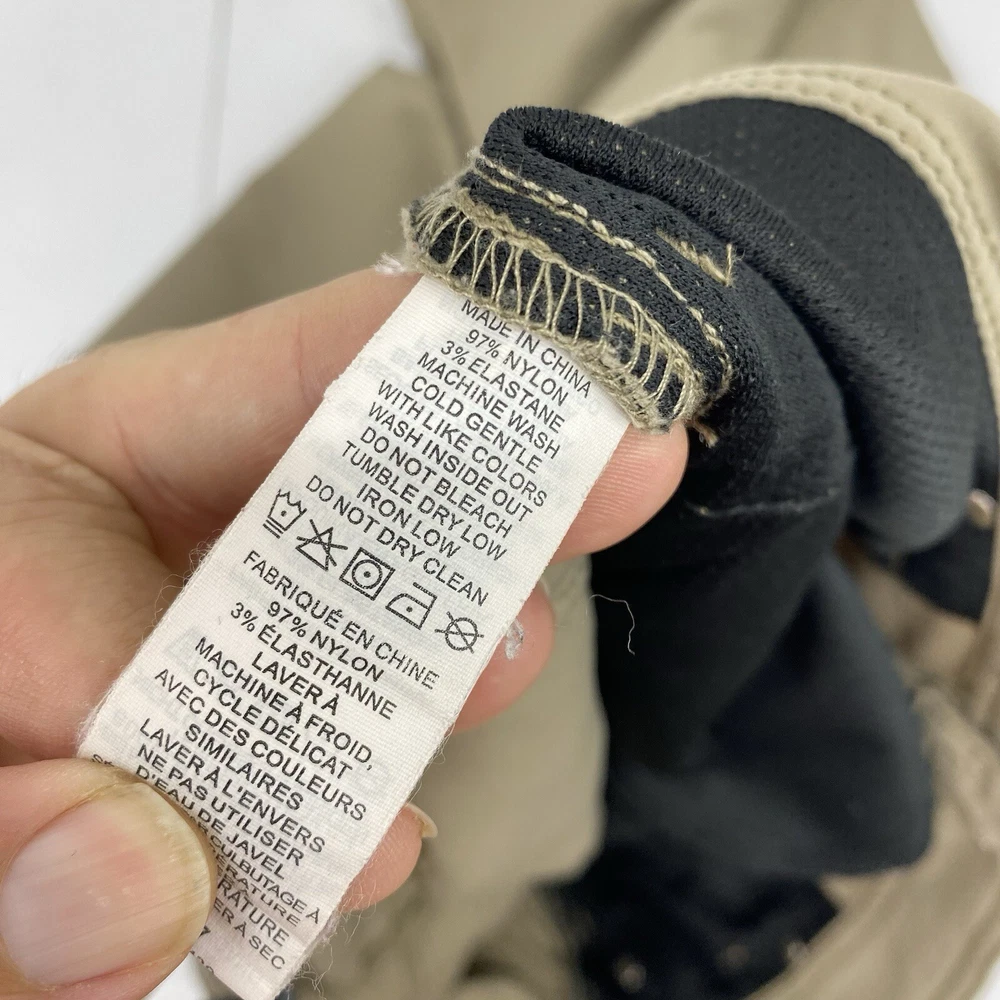 MADE IN CHINA
97% NYLON
3% ELASTANE
MACHINE WASH
COLD GENTLE
WITH LIKE COLORS
WASH INSIDE OUT
DO NOT BLEACH
TUMBLE DRY LOW
IRON LOW
DO NOT DRY CLEAN
FABRIQUÉ EN CHINE
97% NYLON
3% ÉLASTHANNE
LAVER À
MACHINE À FROID,
CYCLE DÉLICAT
AVEC DES COULEURS
SIMILAIRES
LAVER À L'ENVERS
NE PAS UTILISER
D'EAU DE JAVEL
CULBUTAGE À
À SEC